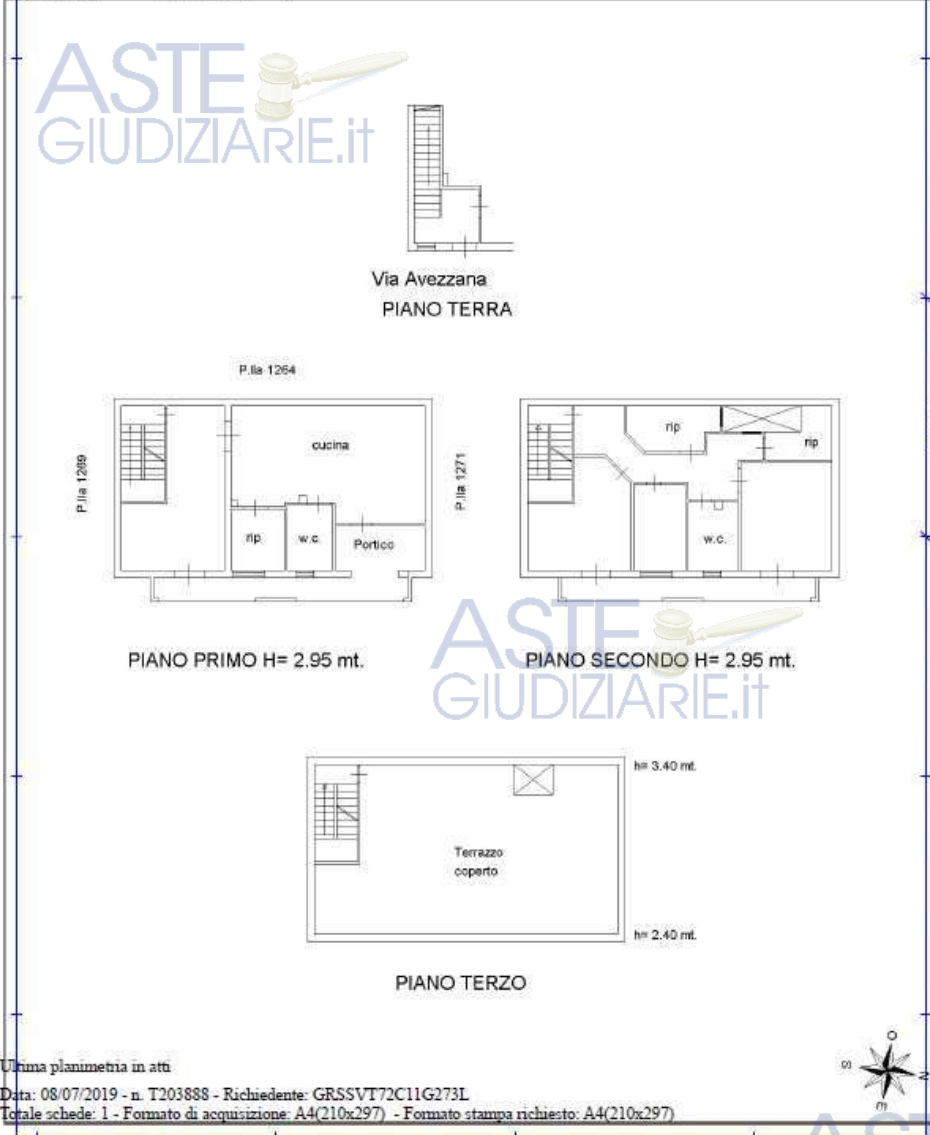 ASTE
GIUDIZIARIE.it
Via Avezzana
PIANO TERRA
P.lla 1264
P.lla 1269
cucina
rip
w.c.
Portico
P.lla 1271
rip
rip
w.c.
PIANO PRIMO H= 2.95 mt.
PIANO SECONDO H= 2.95 mt.
ASTE
GIUDIZIARIE.it
h= 3.40 mt.
Terrazzo
coperto
h= 2.40 mt.
PIANO TERZO
O
S
N
E
Ultima planimetria in atti
Data: 08/07/2019 - n. T203888 - Richiedente: GRSSVT72C11G273L
Totale schede: 1 - Formato di acquisizione: A4(210x297) - Formato stampa richiesto: A4(210x297)